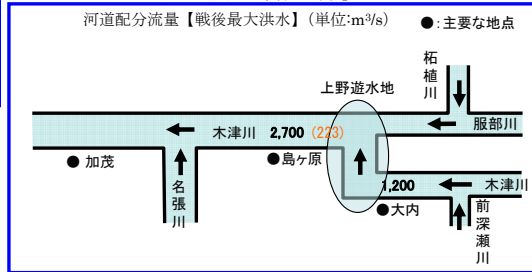 河道配分流量【戦後最大洪水】(単位:m³/s)
●:主要な地点
上野遊水地
柘植川
服部川
木津川 2,700 (223)
●加茂
名張川
●島ヶ原
1,200
木津川
●大内
前深瀬川